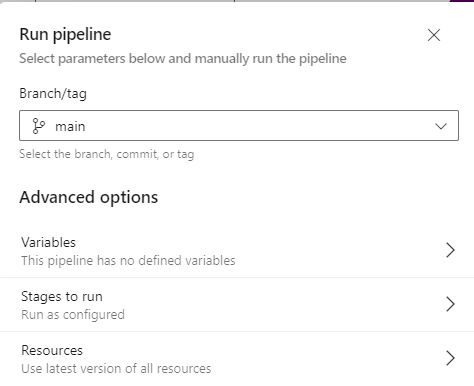 Run pipeline
Select parameters below and manually run the pipeline
Branch/tag
main
Select the branch, commit, or tag
Advanced options
Variables
This pipeline has no defined variables
Stages to run
Run as configured
Resources
Use latest version of all resources